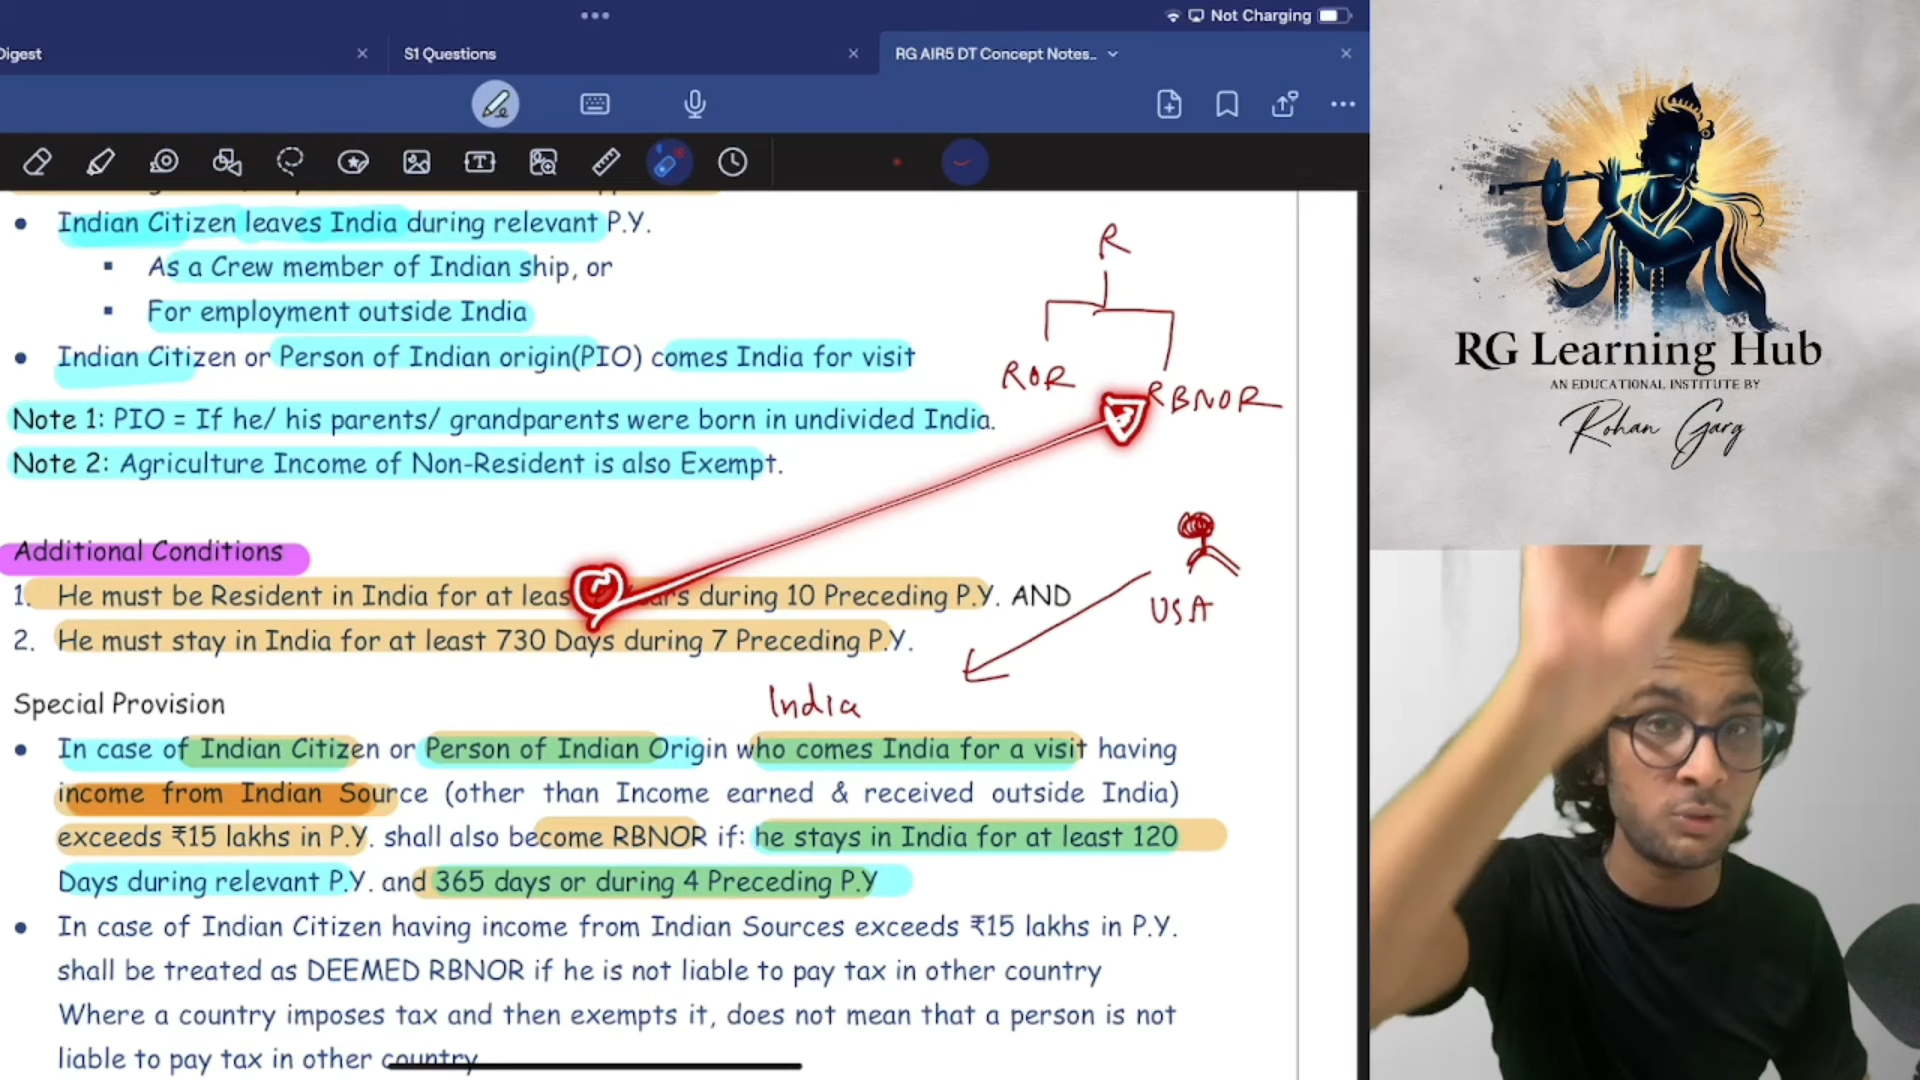 Not Charging
Digest
S1 Questions
RG AIR5 DT Concept Notes..
Indian Citizen leaves India during relevant P.Y.
As a Crew member of Indian ship, or
For employment outside India
Indian Citizen or Person of Indian origin(PIO) comes India for visit
Note 1: PIO = If he/ his parents/ grandparents were born in undivided India.
Note 2: Agriculture Income of Non-Resident is also Exempt.
R
ROR
RBNOR
Additional Conditions
1. He must be Resident in India for at least during 10 Preceding P.Y. AND
2. He must stay in India for at least 730 Days during 7 Preceding P.Y.
USA
India
Special Provision
In case of Indian Citizen or Person of Indian Origin who comes India for a visit having
income from Indian Source (other than Income earned & received outside India)
exceeds ₹15 lakhs in P.Y. shall also become RBNOR if: he stays in India for at least 120
Days during relevant P.Y. and 365 days or during 4 Preceding P.Y
In case of Indian Citizen having income from Indian Sources exceeds ₹15 lakhs in P.Y.
shall be treated as DEEMED RBNOR if he is not liable to pay tax in other country
Where a country imposes tax and then exempts it, does not mean that a person is not
liable to pay tax in other country
RG Learning Hub
AN EDUCATIONAL INSTITUTE BY
Rohan Garg